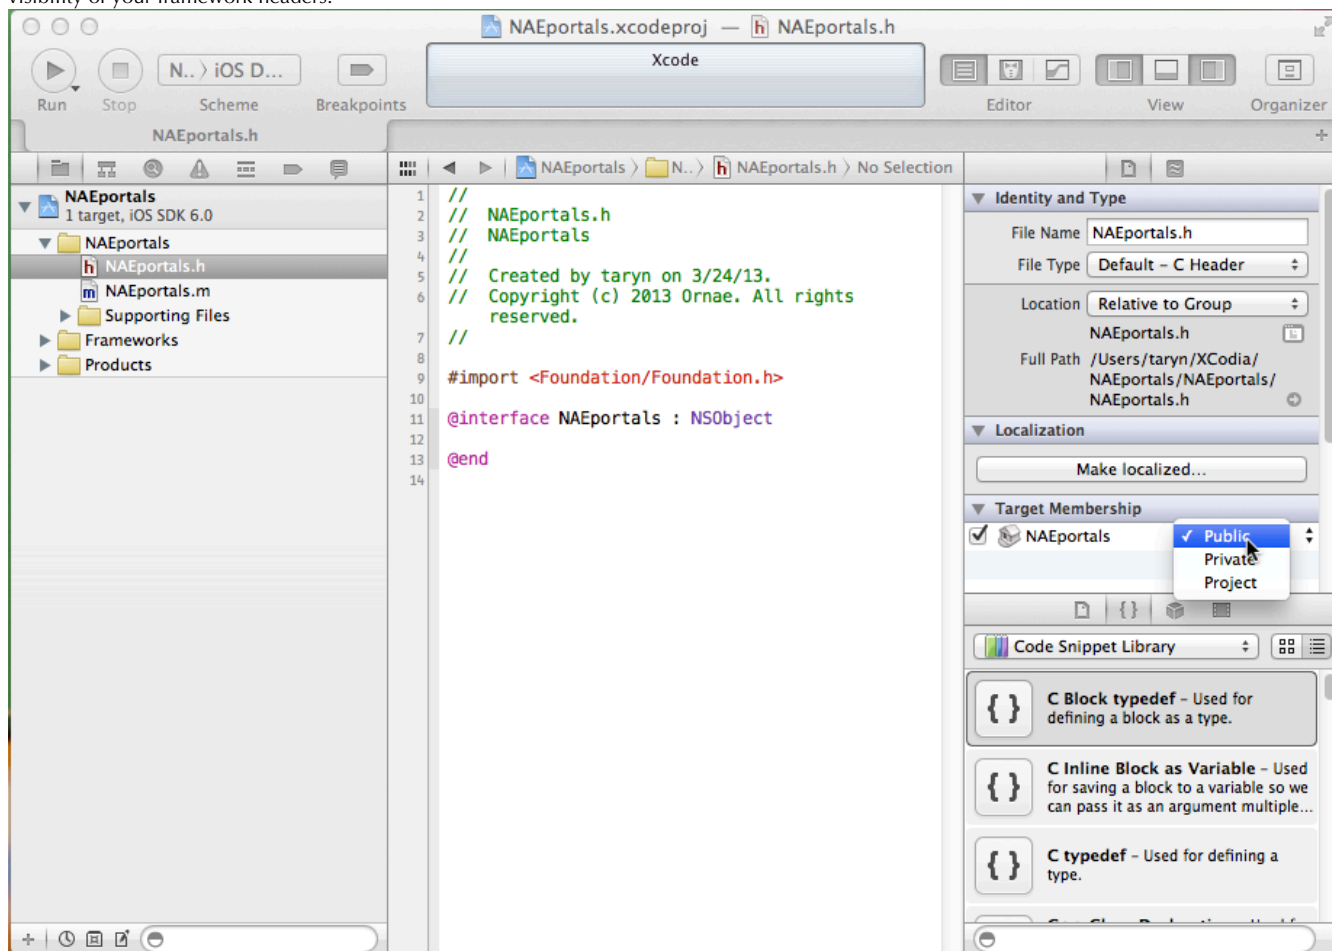 visibility of your framework headers.
NAEportals.xcodeproj — h NAEportals.h
N.. › iOS D...
Xcode
Run Stop Scheme Breakpoints Editor View Organizer
NAEportals.h
NAEportals › N.. › h NAEportals.h › No Selection
NAEportals
1 target, iOS SDK 6.0
NAEportals
h NAEportals.h
m NAEportals.m
Supporting Files
Frameworks
Products
1 //
2 //  NAEportals.h
3 //  NAEportals
4 //
5 //  Created by taryn on 3/24/13.
6 //  Copyright (c) 2013 Ornae. All rights
reserved.
7 //
8
9 #import <Foundation/Foundation.h>
10
11 @interface NAEportals : NSObject
12
13 @end
14
Identity and Type
File Name NAEportals.h
File Type Default – C Header
Location Relative to Group
NAEportals.h
Full Path /Users/taryn/XCodia/
NAEportals/NAEportals/
NAEportals.h
Localization
Make localized...
Target Membership
NAEportals
✓ Public
Private
Project
{}
Code Snippet Library
{ } C Block typedef – Used for
defining a block as a type.
{ } C Inline Block as Variable – Used
for saving a block to a variable so we
can pass it as an argument multiple...
{ } C typedef – Used for defining a
type.